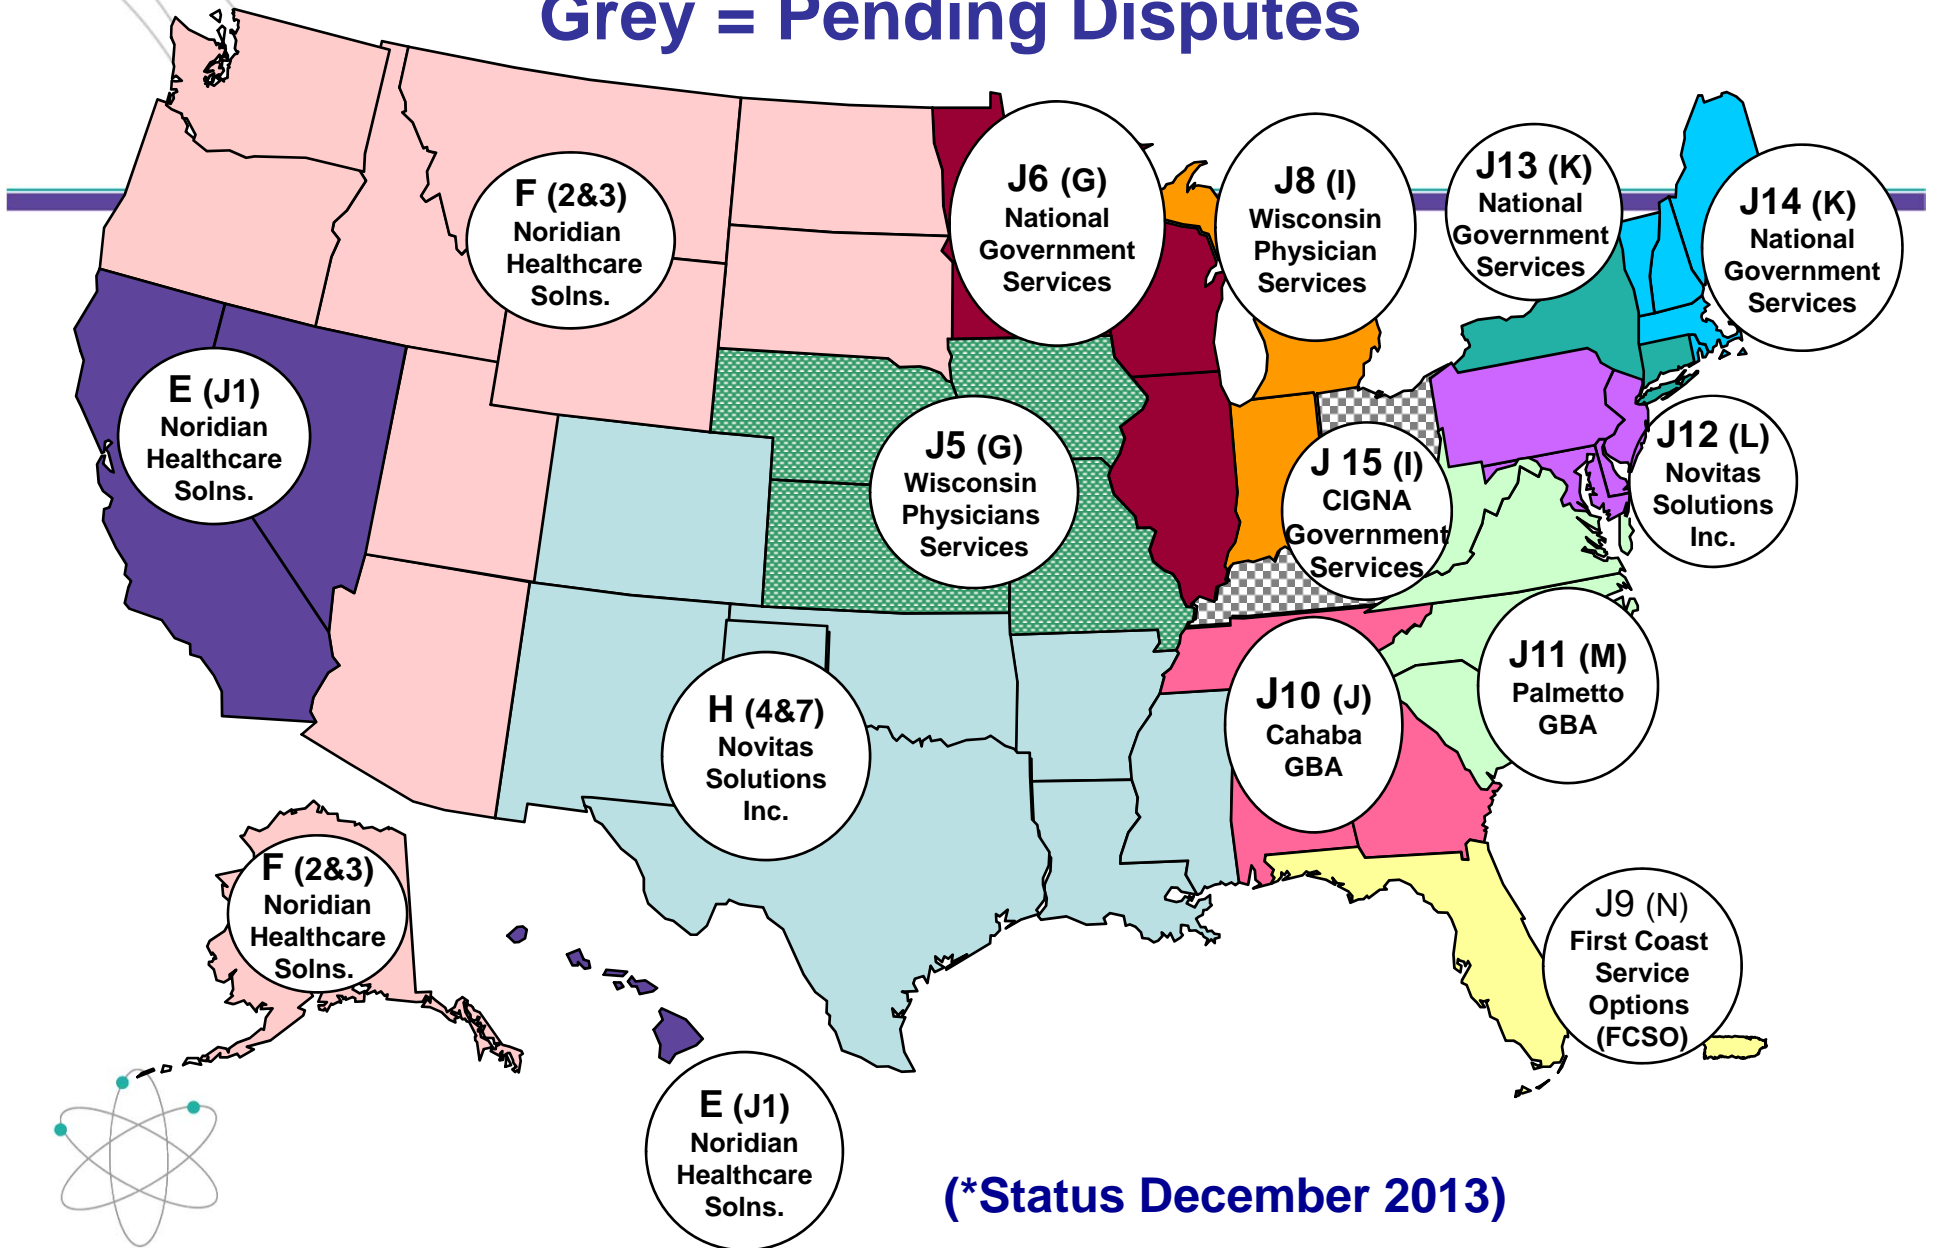 Grey = Pending Disputes
F (2&3)
Noridian
Healthcare
Solns.
J6 (G)
National
Government
Services
J8 (I)
Wisconsin
Physician
Services
J13 (K)
National
Government
Services
J14 (K)
National
Government
Services
E (J1)
Noridian
Healthcare
Solns.
J5 (G)
Wisconsin
Physicians
Services
J 15 (I)
CIGNA
Government
Services
J12 (L)
Novitas
Solutions
Inc.
H (4&7)
Novitas
Solutions
Inc.
J10 (J)
Cahaba
GBA
J11 (M)
Palmetto
GBA
F (2&3)
Noridian
Healthcare
Solns.
J9 (N)
First Coast
Service
Options
(FCSO)
E (J1)
Noridian
Healthcare
Solns.
(*Status December 2013)